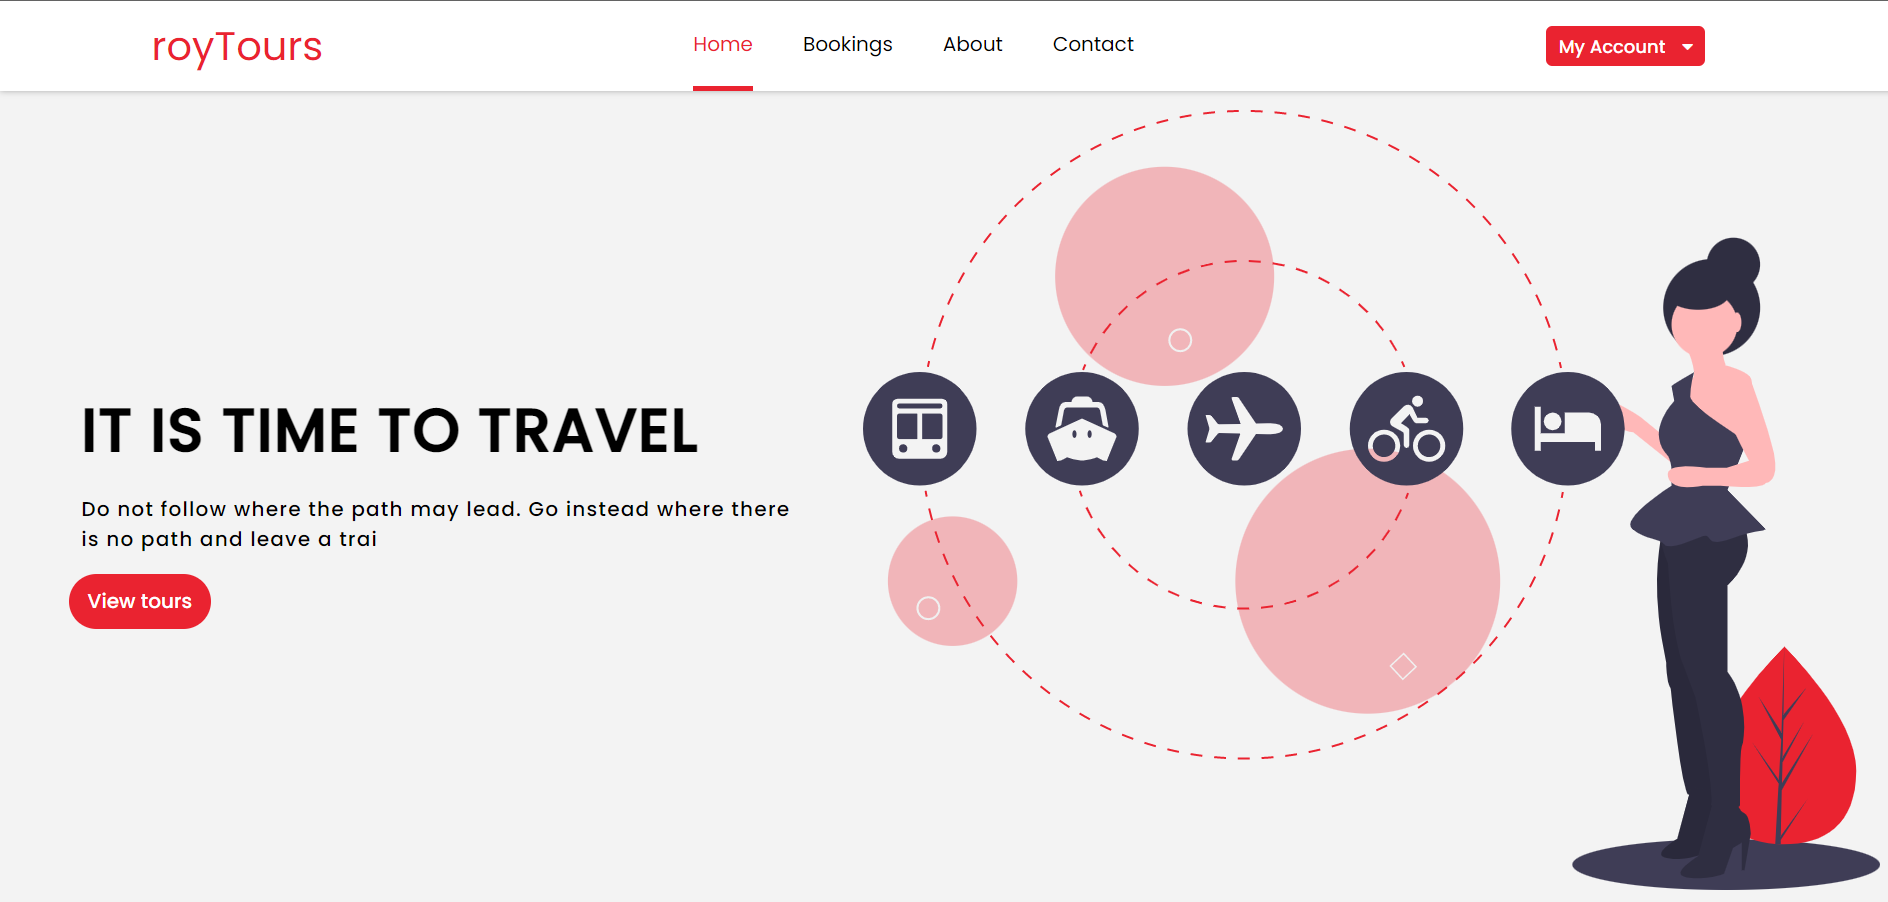 royTours
Home Bookings About Contact
My Account
IT IS TIME TO TRAVEL
Do not follow where the path may lead. Go instead where there
is no path and leave a trai
View tours